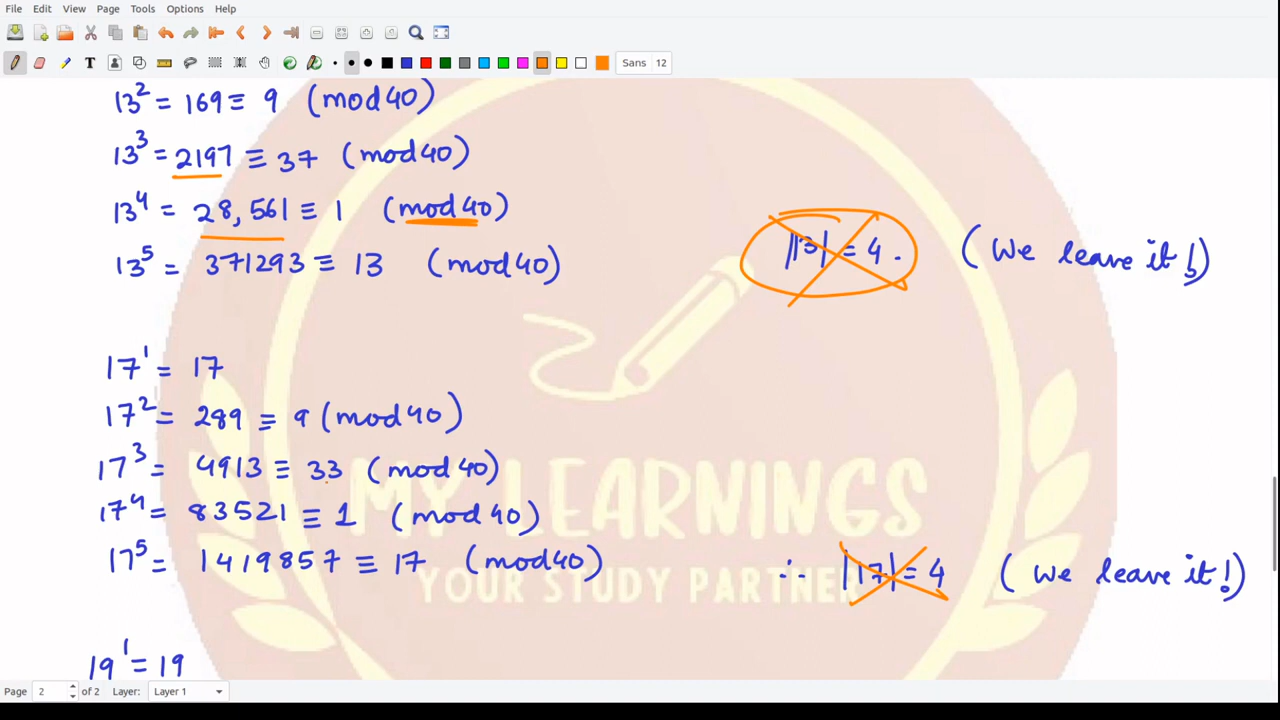 File Edit View Page Tools Options Help
Sans 12
13² = 169 ≡ 9 (mod 40)
13³ = 2197 ≡ 37 (mod 40)
13⁴ = 28,561 ≡ 1 (mod 40)
|13| = 4. (We leave it!)
13⁵ = 371293 ≡ 13 (mod 40)
17¹ = 17
17² = 289 ≡ 9 (mod 40)
17³ = 4913 ≡ 33 (mod 40)
17⁴ = 83521 ≡ 1 (mod 40)
17⁵ = 1419857 ≡ 17 (mod 40)
∴ |17| = 4 (We leave it!)
19¹ = 19
MY LEARNINGS
YOUR STUDY PARTNER
Page 2 of 2 Layer: Layer 1